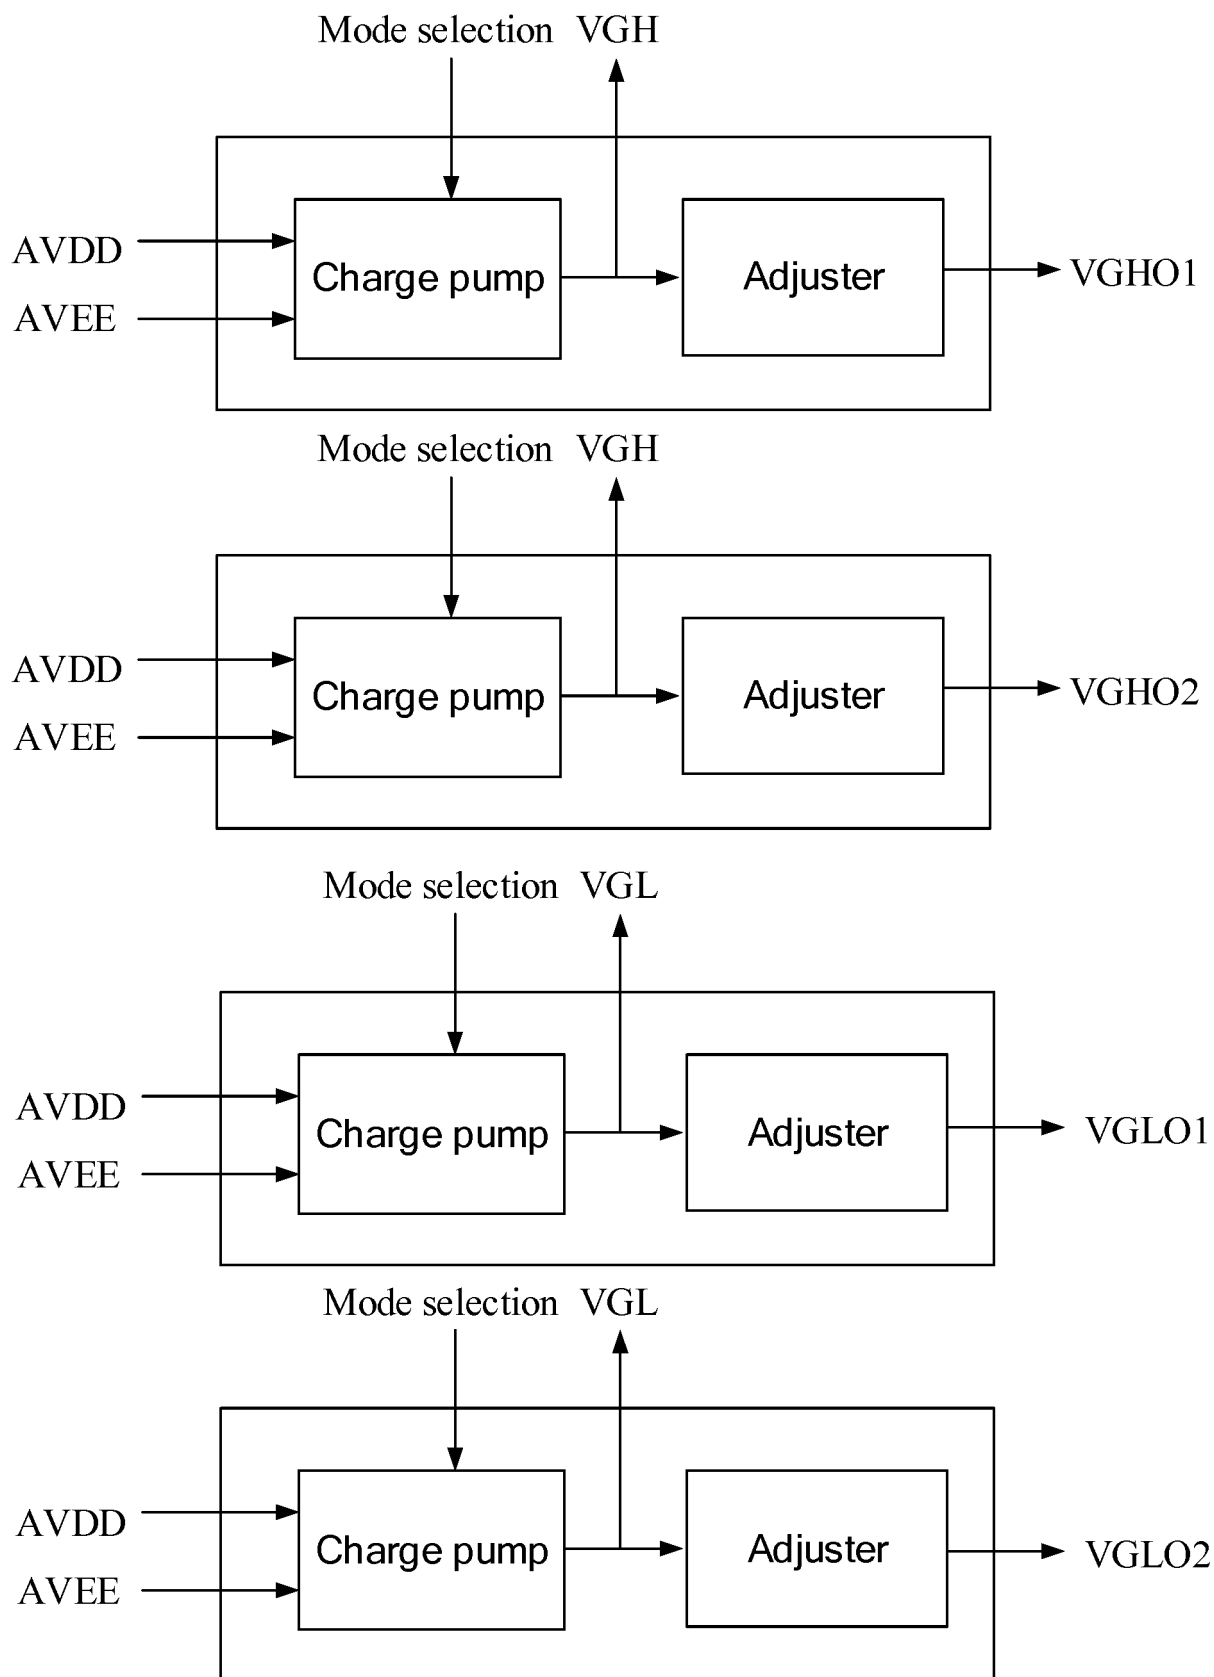 Mode selection VGH
AVDD
Charge pump
Adjuster
VGHO1
AVEE
Mode selection VGH
AVDD
Charge pump
Adjuster
VGHO2
AVEE
Mode selection VGL
AVDD
Charge pump
Adjuster
VGLO1
AVEE
Mode selection VGL
AVDD
Charge pump
Adjuster
VGLO2
AVEE